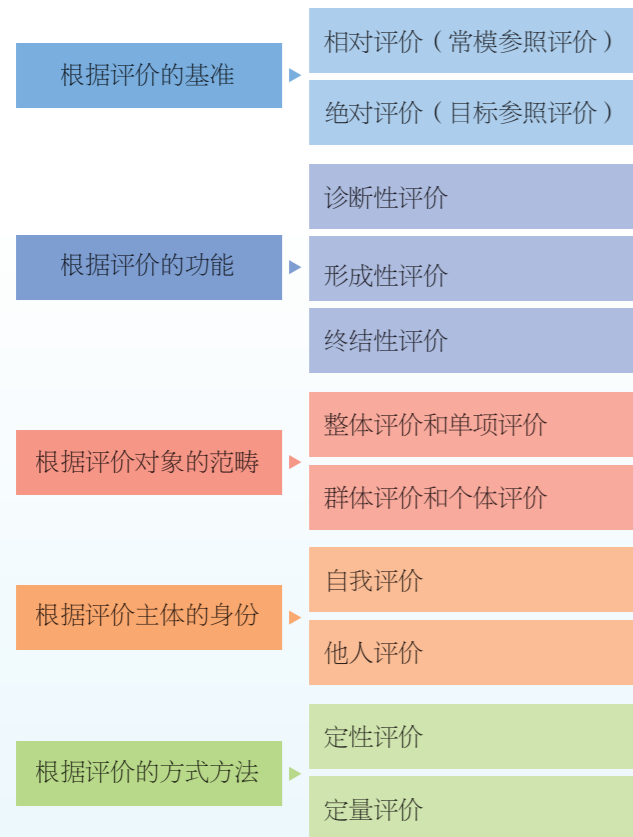 根据评价的基准
相对评价（常模参照评价）
绝对评价（目标参照评价）
根据评价的功能
诊断性评价
形成性评价
终结性评价
根据评价对象的范畴
整体评价和单项评价
群体评价和个体评价
根据评价主体的身份
自我评价
他人评价
根据评价的方式方法
定性评价
定量评价